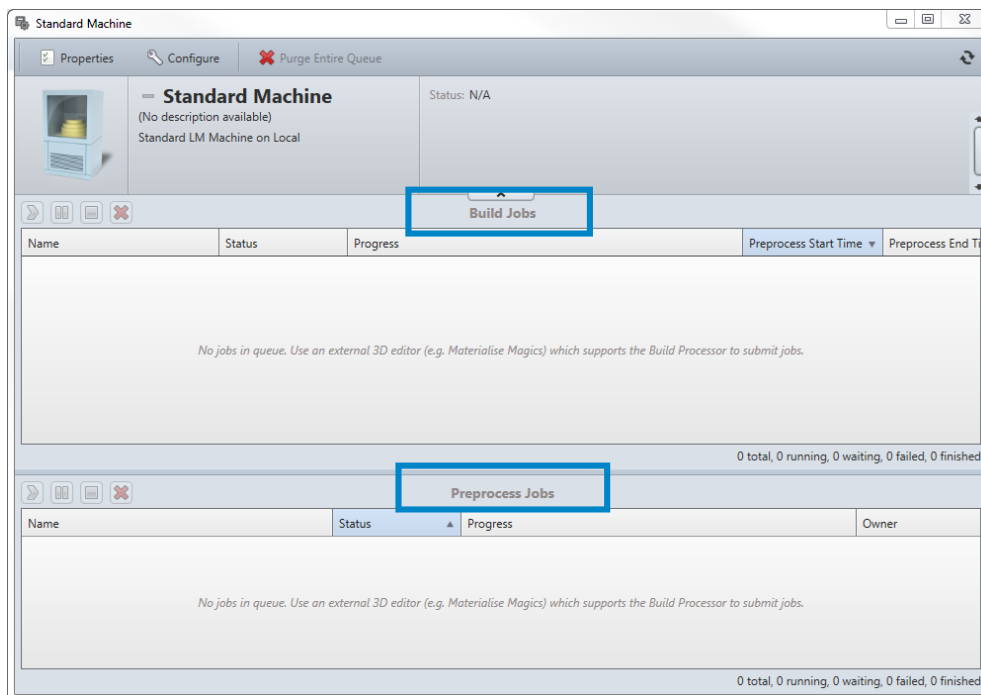 Standard Machine
Properties Configure Purge Entire Queue
Standard Machine
(No description available)
Standard LM Machine on Local
Status: N/A
Build Jobs
Name Status Progress Preprocess Start Time Preprocess End Ti
No jobs in queue. Use an external 3D editor (e.g. Materialise Magics) which supports the Build Processor to submit jobs.
0 total, 0 running, 0 waiting, 0 failed, 0 finished
Preprocess Jobs
Name Status Progress Owner
No jobs in queue. Use an external 3D editor (e.g. Materialise Magics) which supports the Build Processor to submit jobs.
0 total, 0 running, 0 waiting, 0 failed, 0 finished